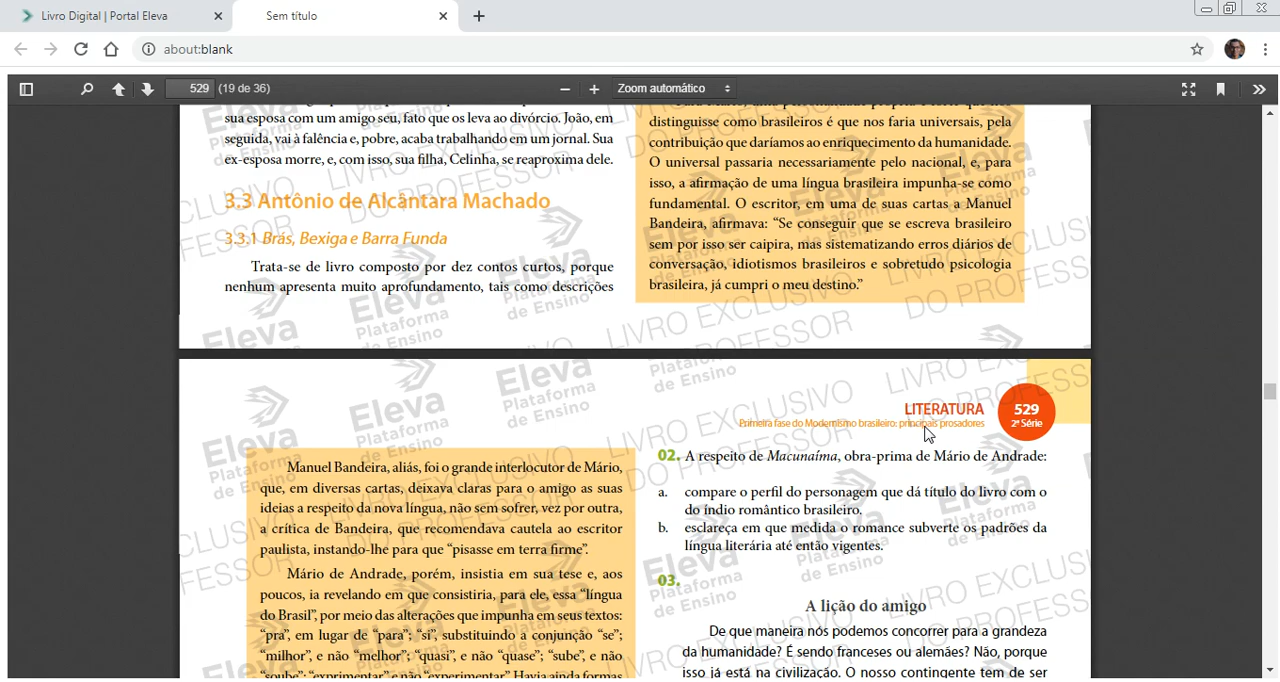 Livro Digital | Portal Eleva
Sem título
about:blank
529 (19 de 36)
Zoom automático
sua esposa com um amigo seu, fato que os leva ao divórcio. João, em
seguida, vai à falência e, pobre, acaba trabalhando em um jornal. Sua
ex-esposa morre, e, com isso, sua filha, Celinha, se reaproxima dele.
3.3 Antônio de Alcântara Machado
3.3.1 Brás, Bexiga e Barra Funda
Trata-se de livro composto por dez contos curtos, porque
nenhum apresenta muito aprofundamento, tais como descrições
distinguisse como brasileiros é que nos faria universais, pela
contribuição que daríamos ao enriquecimento da humanidade.
O universal passaria necessariamente pelo nacional, e, para
isso, a afirmação de uma língua brasileira impunha-se como
fundamental. O escritor, em uma de suas cartas a Manuel
Bandeira, afirmava: “Se conseguir que se escreva brasileiro
sem por isso ser caipira, mas sistematizando erros diários de
conversação, idiotismos brasileiros e sobretudo psicologia
brasileira, já cumpri o meu destino.”
LITERATURA
Primeira fase do Modernismo brasileiro: principais prosadores
529
2ª Série
Manuel Bandeira, aliás, foi o grande interlocutor de Mário,
que, em diversas cartas, deixava claras para o amigo as suas
ideias a respeito da nova língua, não sem sofrer, vez por outra,
a crítica de Bandeira, que recomendava cautela ao escritor
paulista, instando-lhe para que “pisasse em terra firme”.
Mário de Andrade, porém, insistia em sua tese e, aos
poucos, ia revelando em que consistiria, para ele, essa “língua
do Brasil”, por meio das alterações que impunha em seus textos:
“pra”, em lugar de “para”; “si”, substituindo a conjunção “se”;
“milhor”, e não “melhor”; “quasi”, e não “quase”; “sube”, e não
“soube”; “exprimentar” e não “experimentar”. Havia ainda formas
02. A respeito de Macunaíma, obra-prima de Mário de Andrade:
a. compare o perfil do personagem que dá título do livro com o
do índio romântico brasileiro.
b. esclareça em que medida o romance subverte os padrões da
língua literária até então vigentes.
03.
A lição do amigo
De que maneira nós podemos concorrer para a grandeza
da humanidade? É sendo franceses ou alemães? Não, porque
isso já está na civilização. O nosso contingente tem de ser
Eleva
Plataforma
de Ensino
LIVRO EXCLUSIVO
DO PROFESSOR